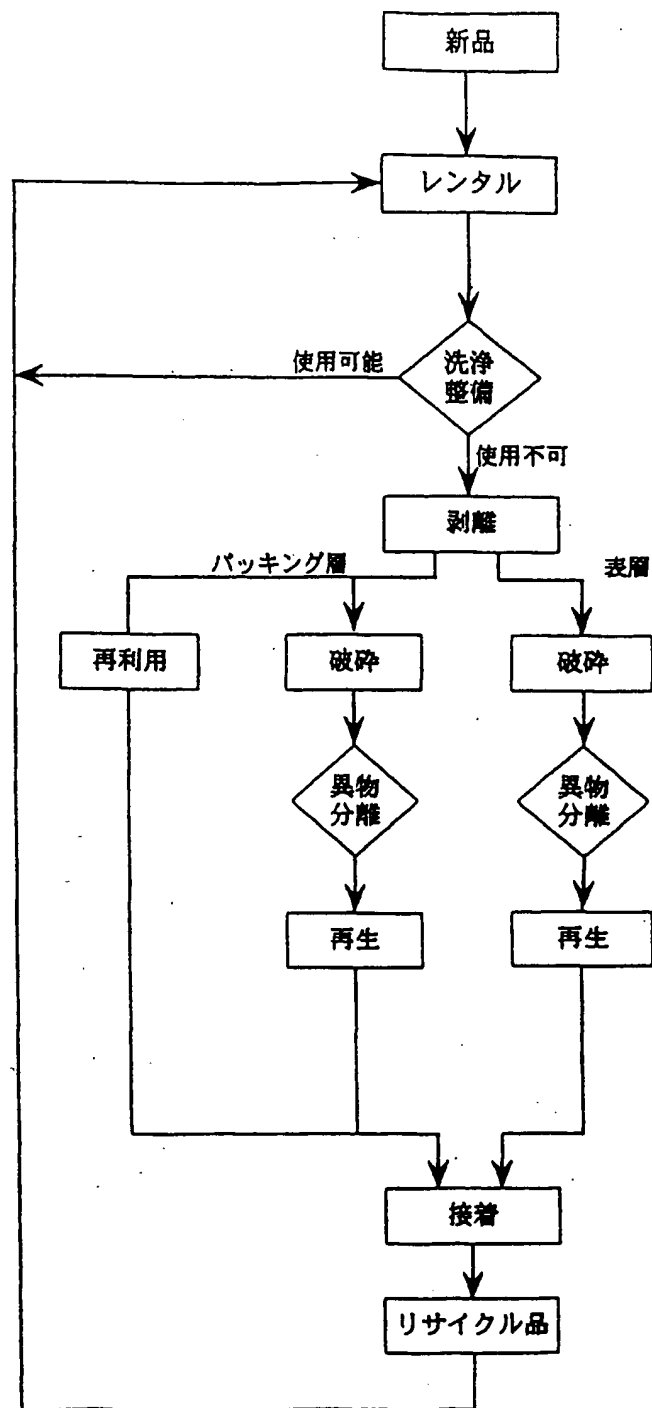 新品
レンタル
洗浄
整備
使用可能
使用不可
剥離
パッキング層
表層
再利用
破砕
破砕
異物
分離
異物
分離
再生
再生
接着
リサイクル品